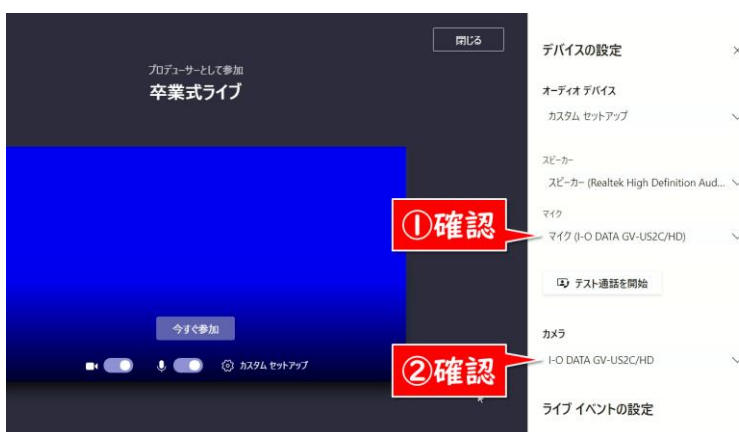 閉じる
プロデューサーとして参加
卒業式ライブ
今すぐ参加
カスタム セットアップ
①確認
②確認
デバイスの設定
オーディオ デバイス
カスタム セットアップ
スピーカー
スピーカー (Realtek High Definition Aud...
マイク
マイク (I-O DATA GV-US2C/HD)
テスト通話を開始
カメラ
I-O DATA GV-US2C/HD
ライブ イベントの設定